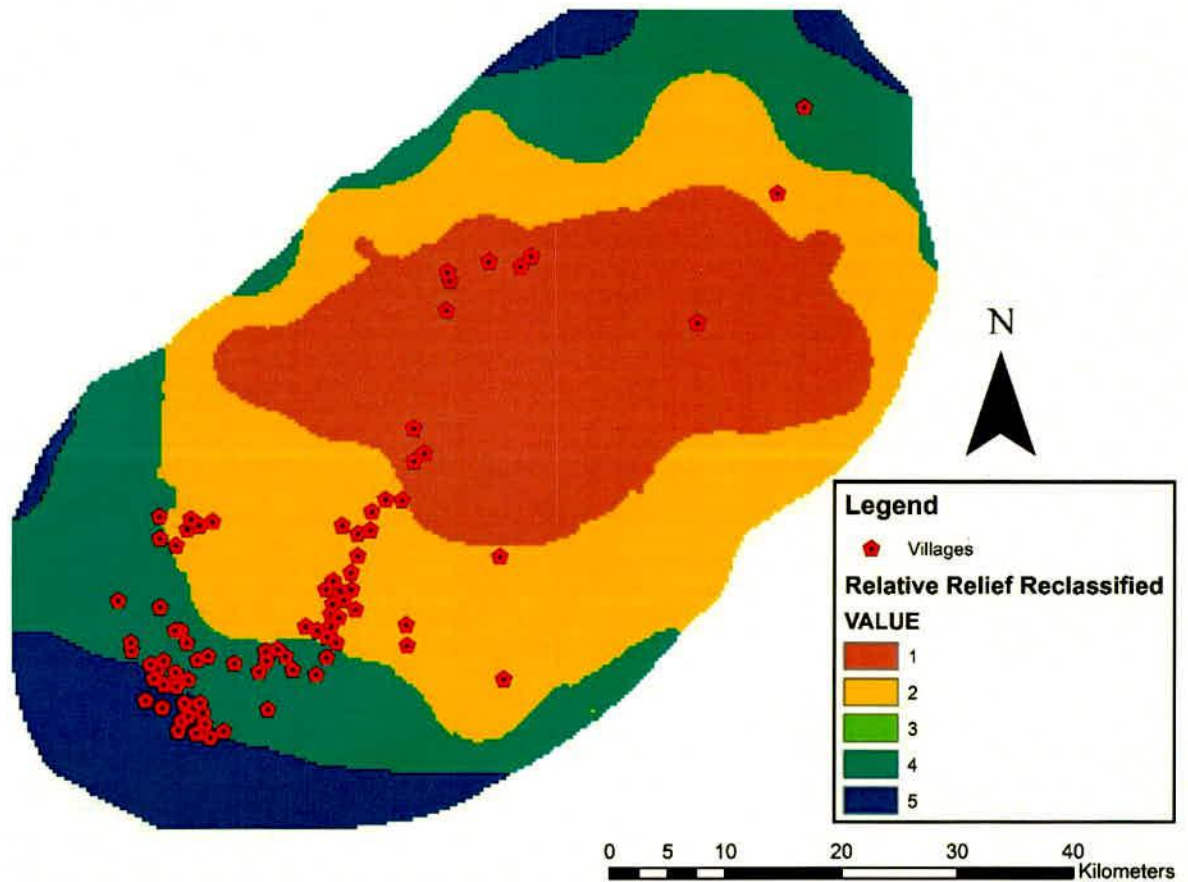 N
Legend
Villages
Relative Relief Reclassified
VALUE
1
2
3
4
5
0 5 10 20 30 40
Kilometers